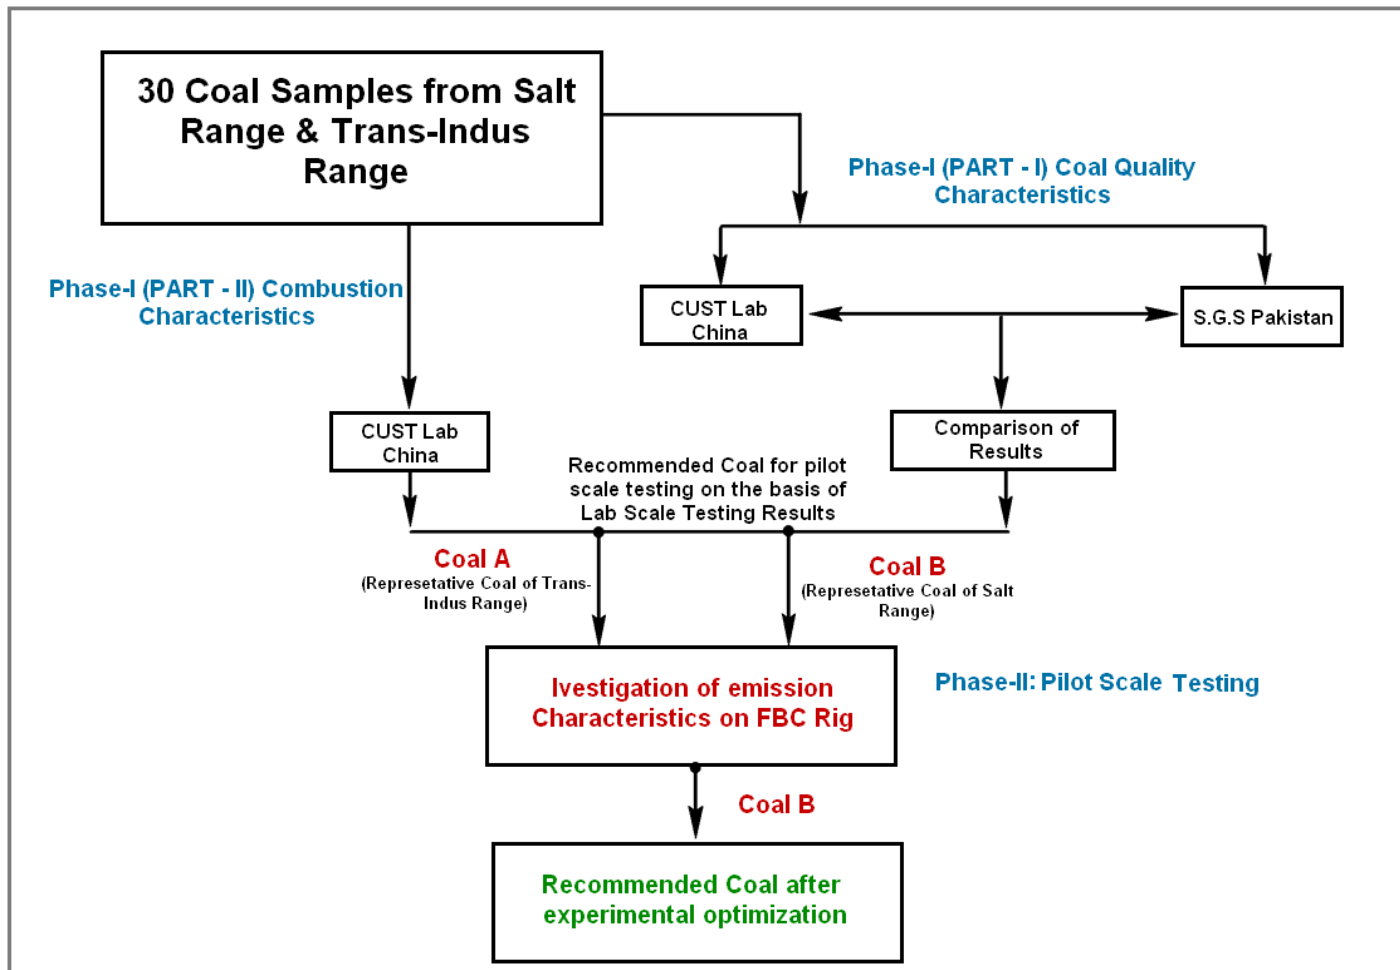 30 Coal Samples from Salt
Range & Trans-Indus
Range
Phase-I (PART - I) Coal Quality
Characteristics
Phase-I (PART - II) Combustion
Characteristics
CUST Lab
China
S.G.S Pakistan
CUST Lab
China
Comparison of
Results
Recommended Coal for pilot
scale testing on the basis of
Lab Scale Testing Results
Coal A
(Represetative Coal of Trans-
Indus Range)
Coal B
(Represetative Coal of Salt
Range)
Ivestigation of emission
Characteristics on FBC Rig
Phase-II: Pilot Scale Testing
Coal B
Recommended Coal after
experimental optimization